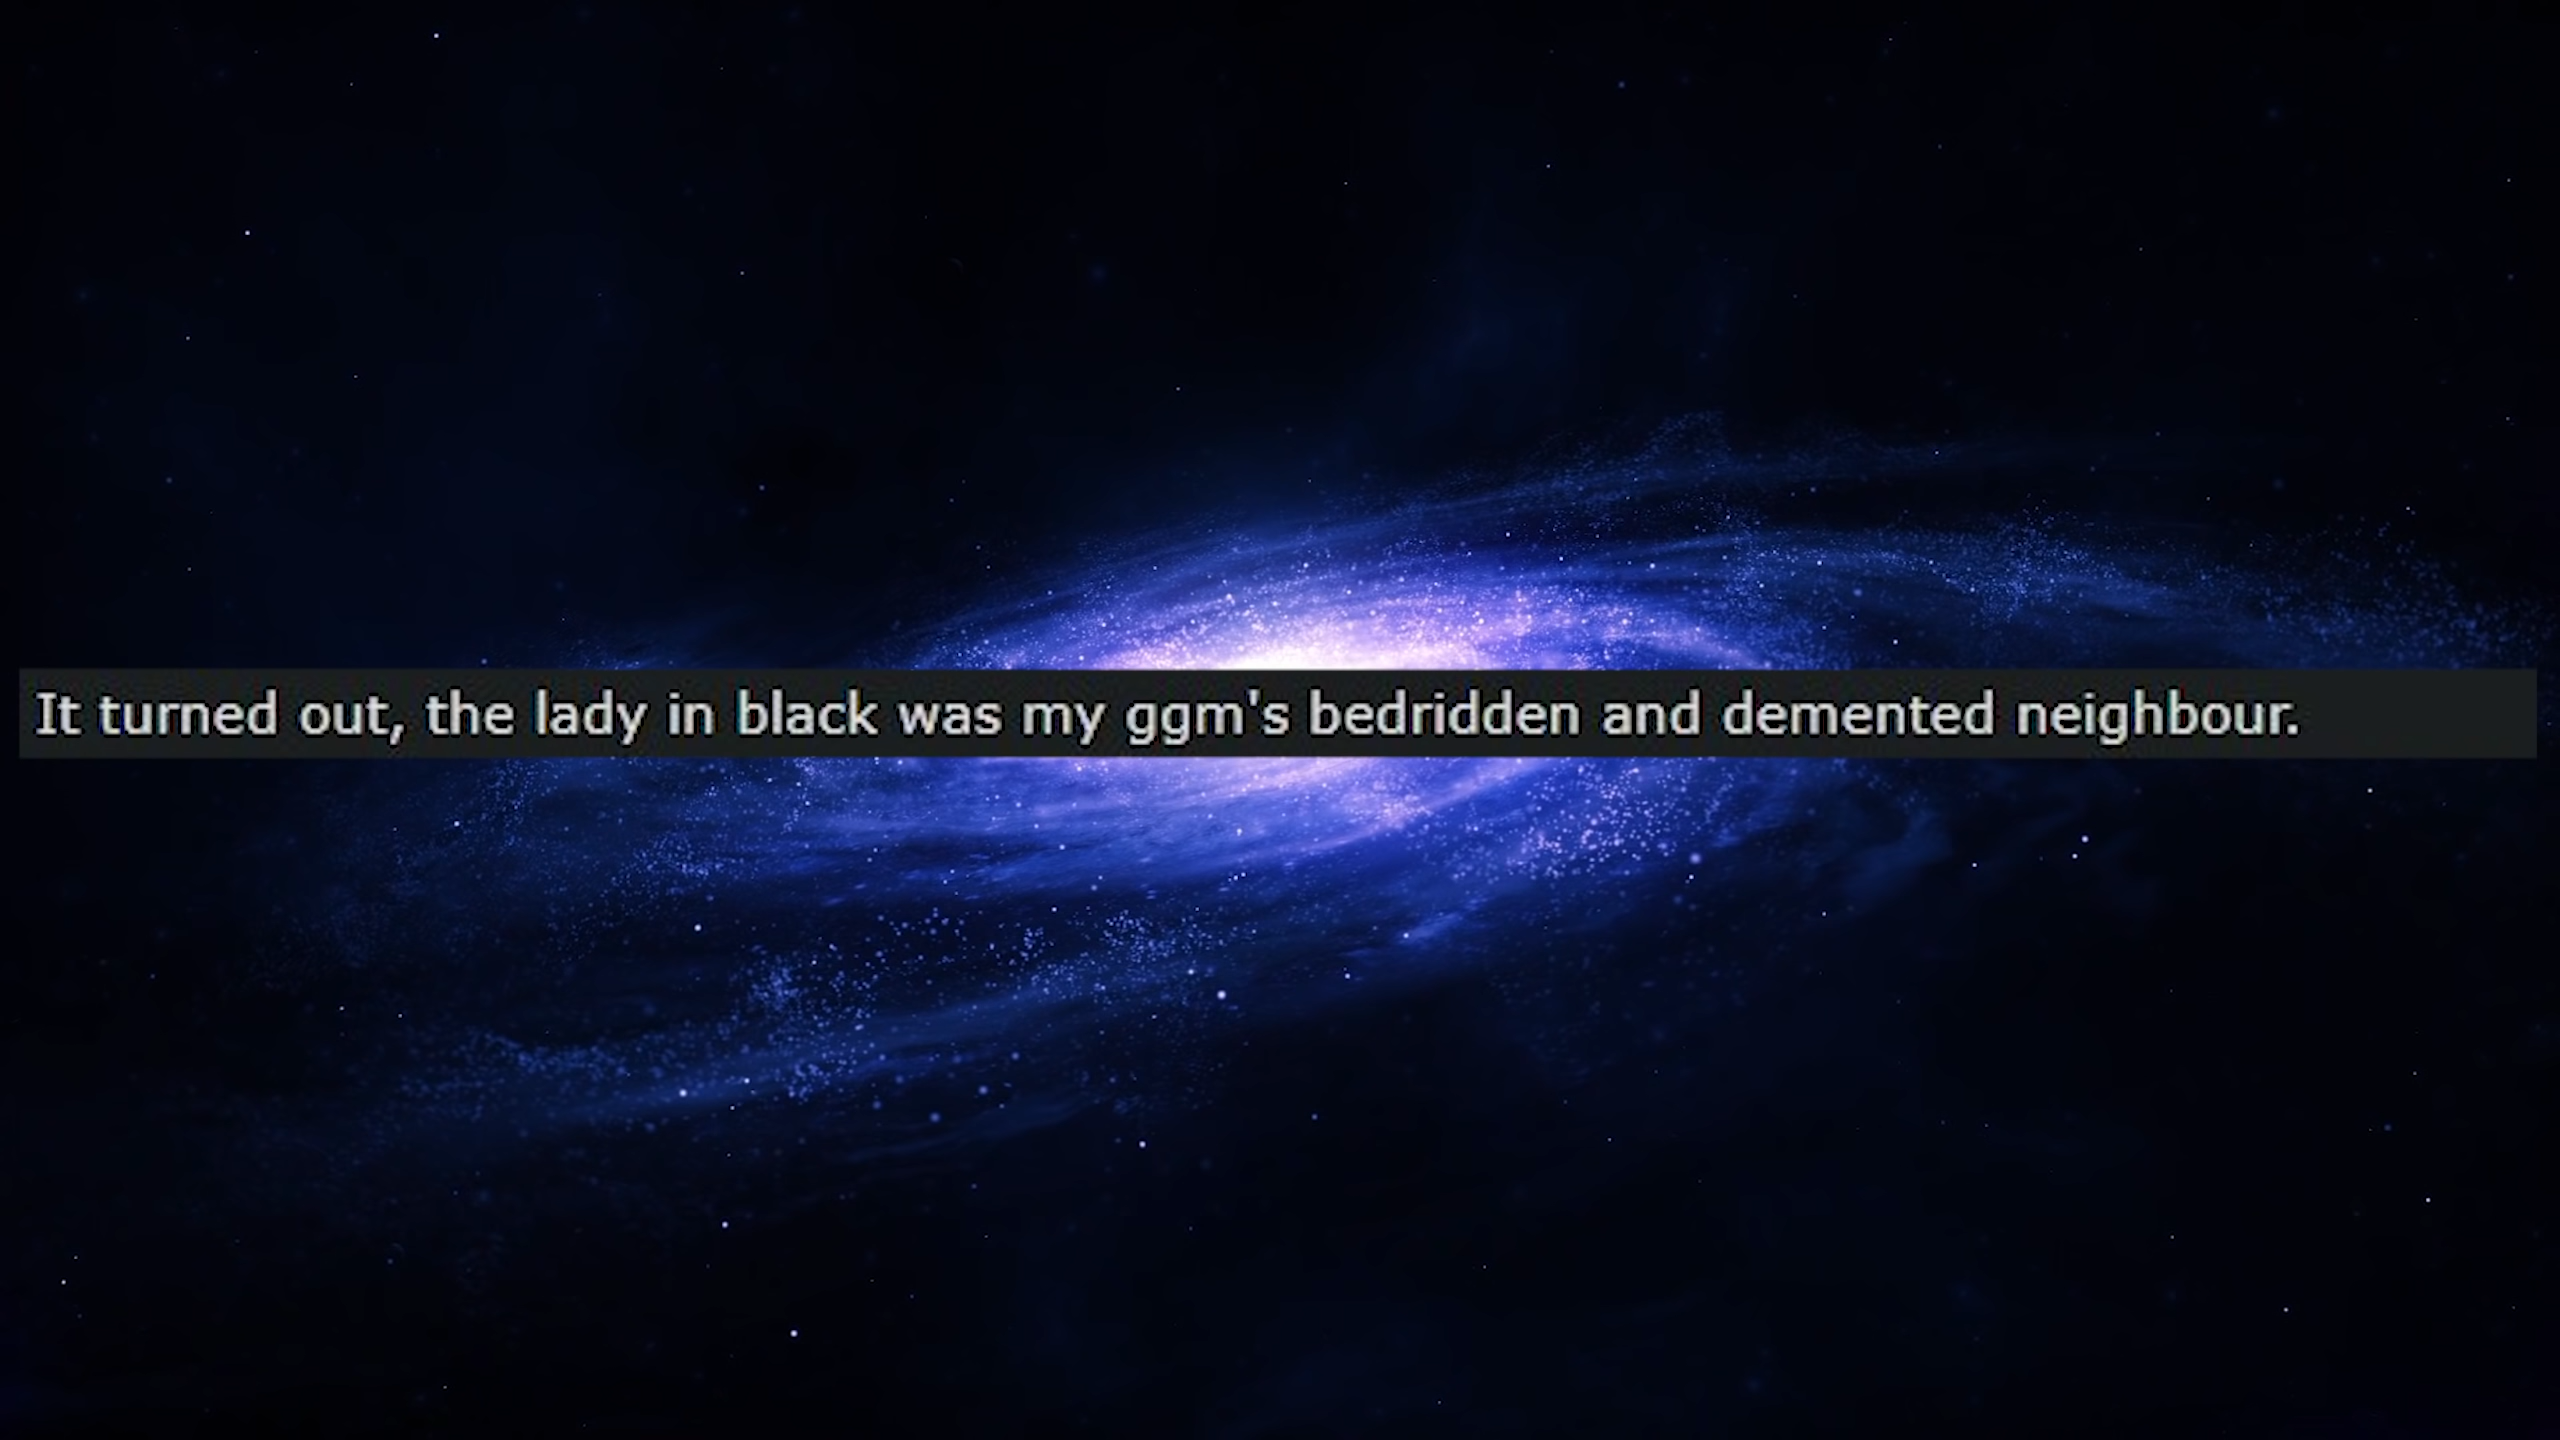 It turned out, the lady in black was my ggm's bedridden and demented neighbour.